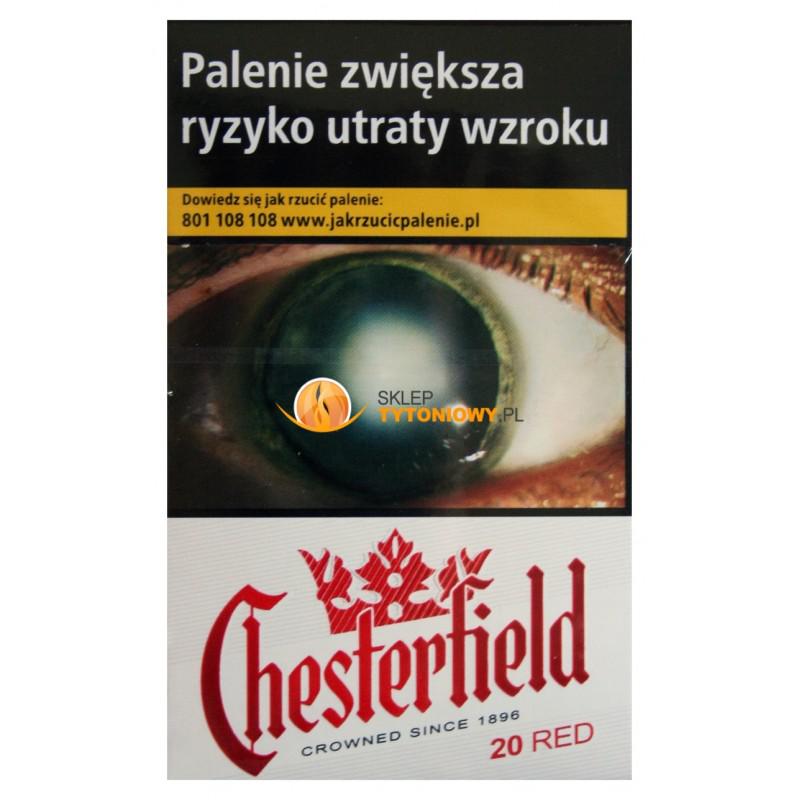 Palenie zwiększa
ryzyko utraty wzroku
Dowiedz się jak rzucić palenie:
801 108 108 www.jakrzucicpalenie.pl
SKLEP
TYTONIOWY.PL
Chesterfield
CROWNED SINCE 1896
20 RED